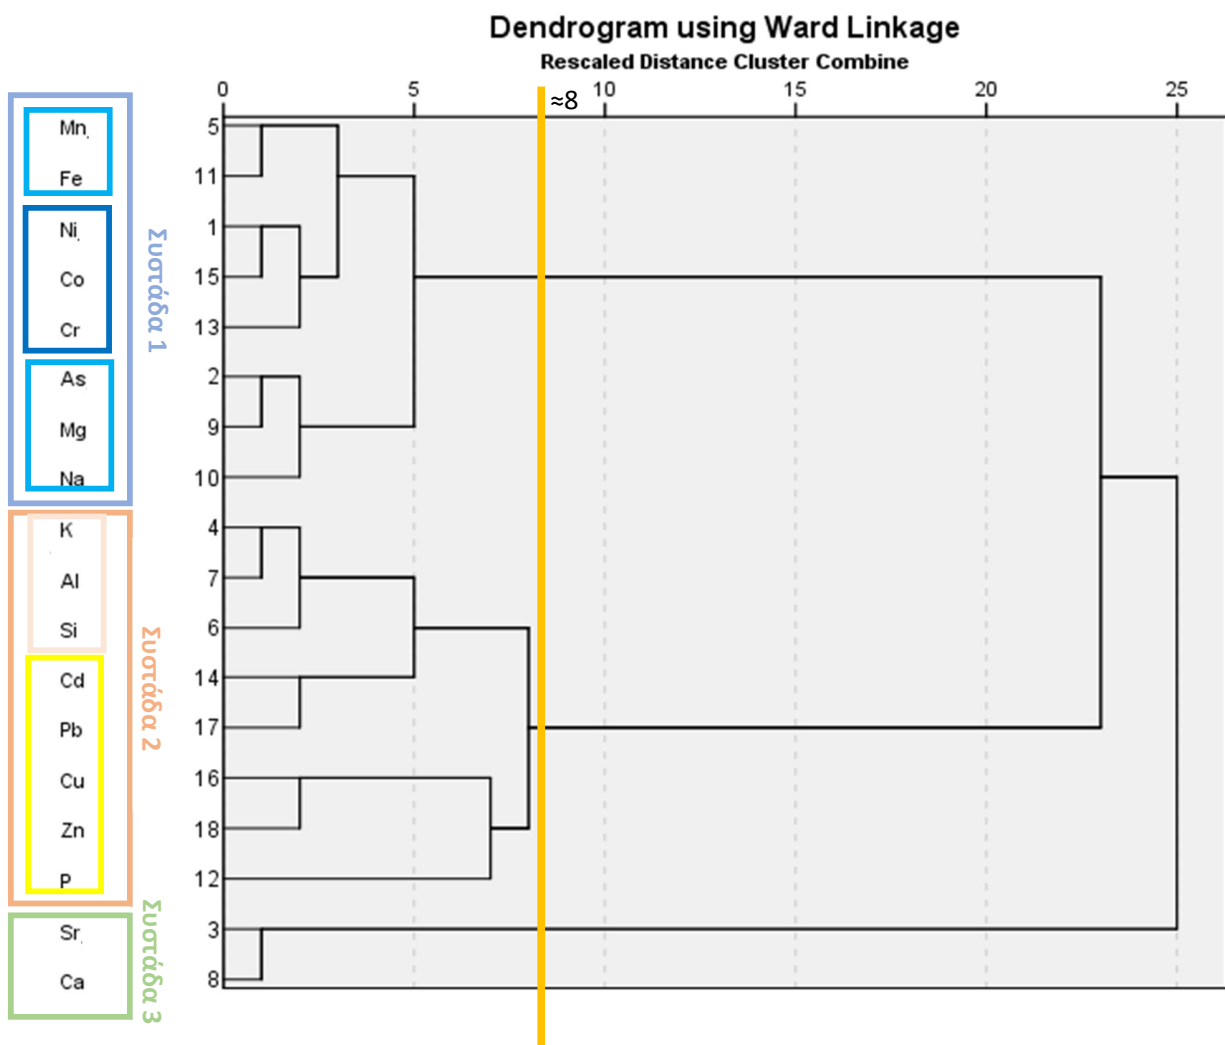 Dendrogram using Ward Linkage
Rescaled Distance Cluster Combine
0 5 10 15 20 25
≈8
Mn 5
Fe 11
Ni 1
Co 15
Cr 13
As 2
Mg 9
Na 10
K 4
Al 7
Si 6
Cd 14
Pb 17
Cu 16
Zn 18
P 12
Sr 3
Ca 8
Συστάδα 1
Συστάδα 2
Συστάδα 3